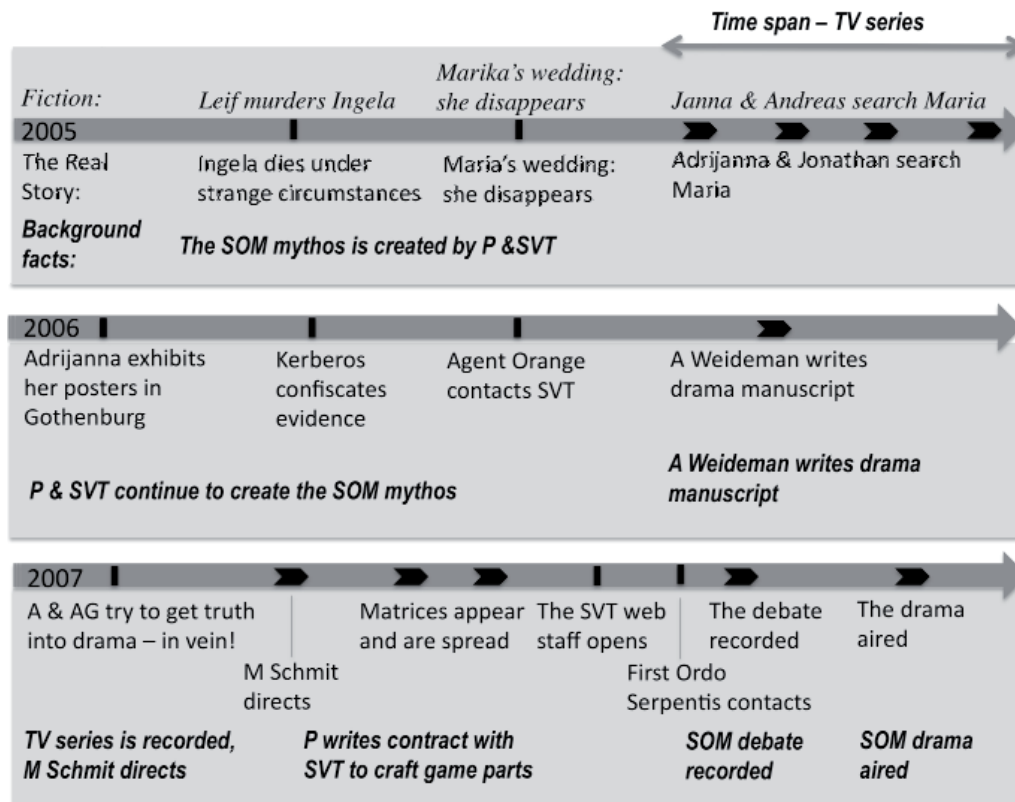 Time span – TV series
Marika’s wedding:
Fiction: Leif murders Ingela she disappears Janna & Andreas search Maria
2005
The Real Story:
Ingela dies under
strange circumstances
Maria’s wedding:
she disappears
Adrijanna & Jonathan search
Maria
Background
facts:
The SOM mythos is created by P &SVT
2006
Adrijanna exhibits
her posters in
Gothenburg
Kerberos
confiscates
evidence
Agent Orange
contacts SVT
A Weideman writes
drama manuscript
P & SVT continue to create the SOM mythos
A Weideman writes drama
manuscript
2007
A & AG try to get truth
into drama – in vein!
M Schmit
directs
Matrices appear
and are spread
The SVT web
staff opens
First Ordo
Serpentis contacts
The debate
recorded
The drama
aired
TV series is recorded,
M Schmit directs
P writes contract with
SVT to craft game parts
SOM debate
recorded
SOM drama
aired